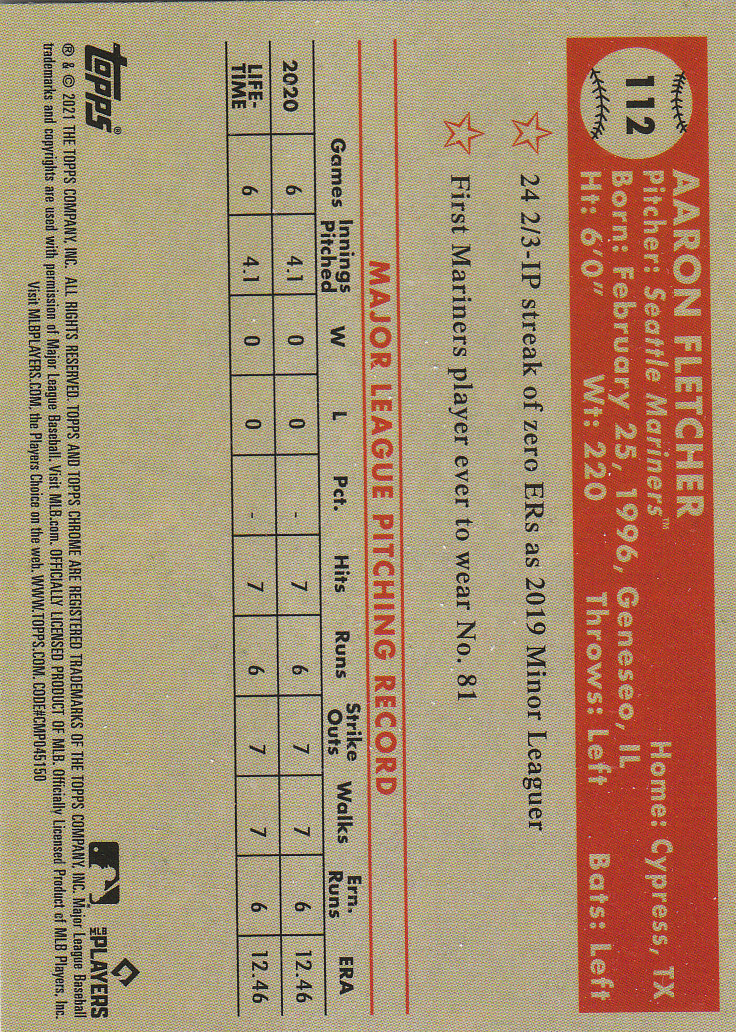 112
AARON FLETCHER
Pitcher: Seattle Mariners™ Home: Cypress, TX
Born: February 25, 1996, Geneseo, IL
Ht: 6'0" Wt: 220 Throws: Left Bats: Left
24 2/3-IP streak of zero ERs as 2019 Minor Leaguer
First Mariners player ever to wear No. 81
MAJOR LEAGUE PITCHING RECORD
Games Innings Pitched W L Pct. Hits Runs Strike Outs Walks Ern. Runs ERA
2020 6 4.1 0 0 - 7 6 7 7 6 12.46
LIFE-TIME 6 4.1 0 0 - 7 6 7 7 6 12.46
topps®
® & © 2021 THE TOPPS COMPANY, INC. ALL RIGHTS RESERVED. TOPPS AND TOPPS CHROME ARE REGISTERED TRADEMARKS OF THE TOPPS COMPANY, INC. Major League Baseball
trademarks and copyrights are used with permission of Major League Baseball. Visit MLB.com. OFFICIALLY LICENSED PRODUCT OF MLB. Officially Licensed Product of MLB Players, Inc.
Visit MLBPLAYERS.COM, the Players Choice on the web. WWW.TOPPS.COM. CODE#CMP045150
MLB PLAYERS